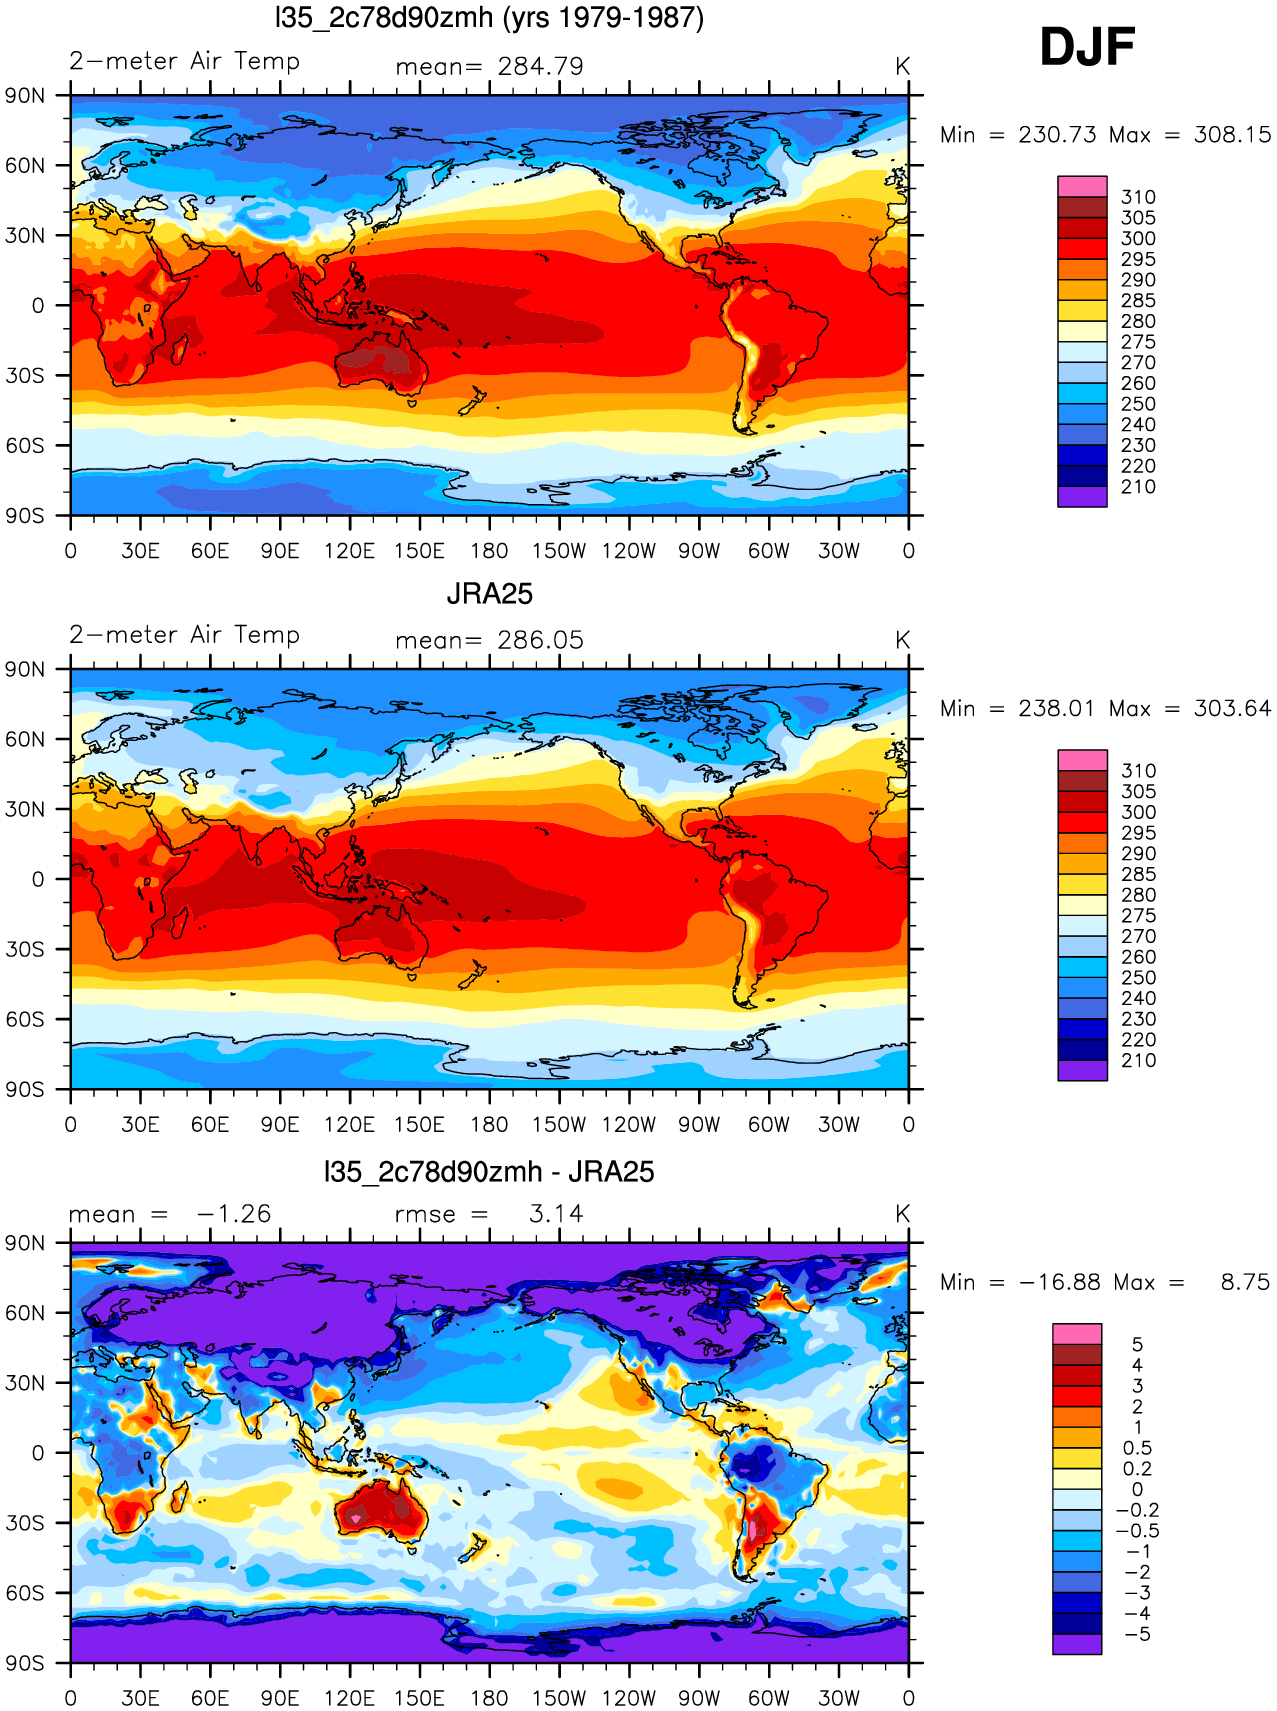 l35_2c78d90zmh (yrs 1979-1987)
DJF
2-meter Air Temp mean= 284.79 K
Min = 230.73 Max = 308.15
90N
60N
30N
0
30S
60S
90S
0 30E 60E 90E 120E 150E 180 150W 120W 90W 60W 30W 0
310
305
300
295
290
285
280
275
270
260
250
240
230
220
210
JRA25
2-meter Air Temp mean= 286.05 K
Min = 238.01 Max = 303.64
90N
60N
30N
0
30S
60S
90S
0 30E 60E 90E 120E 150E 180 150W 120W 90W 60W 30W 0
310
305
300
295
290
285
280
275
270
260
250
240
230
220
210
l35_2c78d90zmh - JRA25
mean = -1.26 rmse = 3.14 K
Min = -16.88 Max = 8.75
90N
60N
30N
0
30S
60S
90S
0 30E 60E 90E 120E 150E 180 150W 120W 90W 60W 30W 0
5
4
3
2
1
0.5
0.2
0
-0.2
-0.5
-1
-2
-3
-4
-5